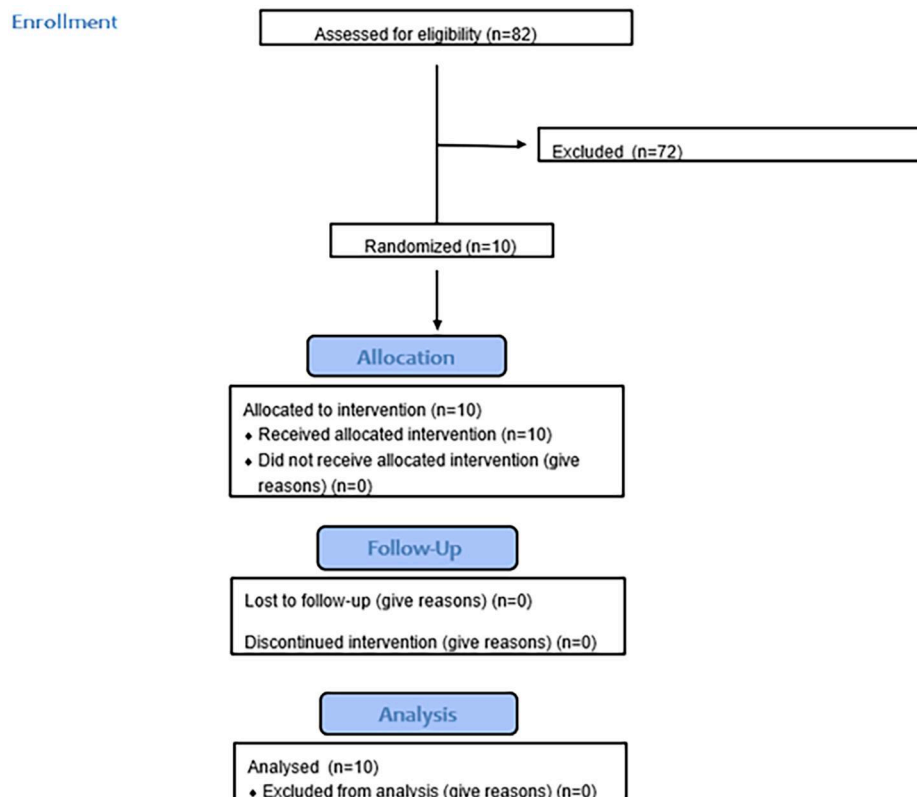 Enrollment
Assessed for eligibility (n=82)
Excluded (n=72)
Randomized (n=10)
Allocation
Allocated to intervention (n=10)
♦ Received allocated intervention (n=10)
♦ Did not receive allocated intervention (give
reasons) (n=0)
Follow-Up
Lost to follow-up (give reasons) (n=0)
Discontinued intervention (give reasons) (n=0)
Analysis
Analysed (n=10)
♦ Excluded from analysis (give reasons) (n=0)